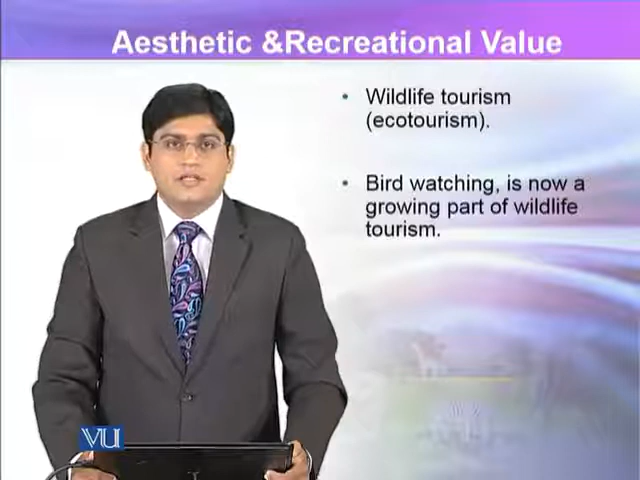 Aesthetic &Recreational Value
• Wildlife tourism
(ecotourism).
• Bird watching, is now a
growing part of wildlife
tourism.
VU